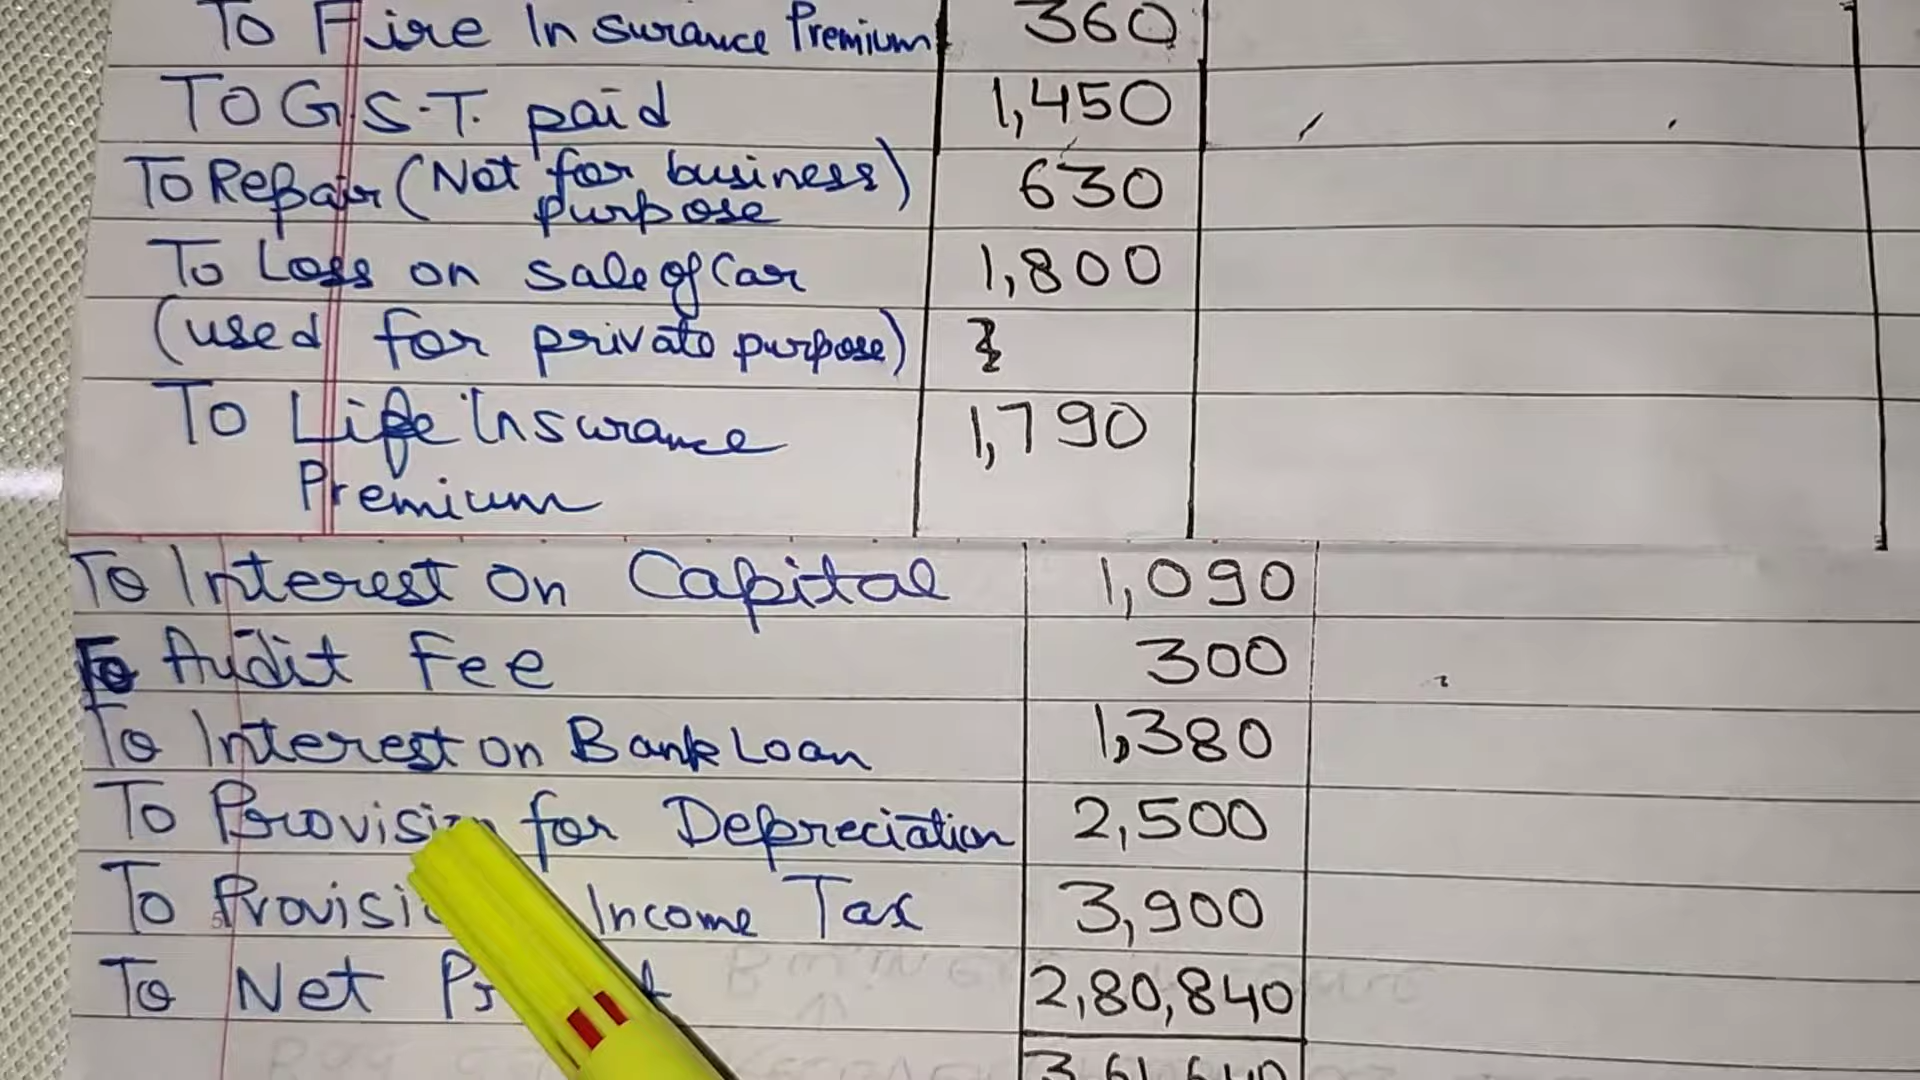 To Fire Insurance Premium 360
To G.S.T. paid 1,450
To Repair (Not for business purpose) 630
To Loss on sale of Car 1,800
(used for private purpose)
To Life Insurance 1,790
Premium
To Interest on Capital 1,090
To Audit Fee 300
To Interest on Bank Loan 1,380
To Provision for Depreciation 2,500
To Income Tax 3,900
To Net 2,80,840
3,61,640